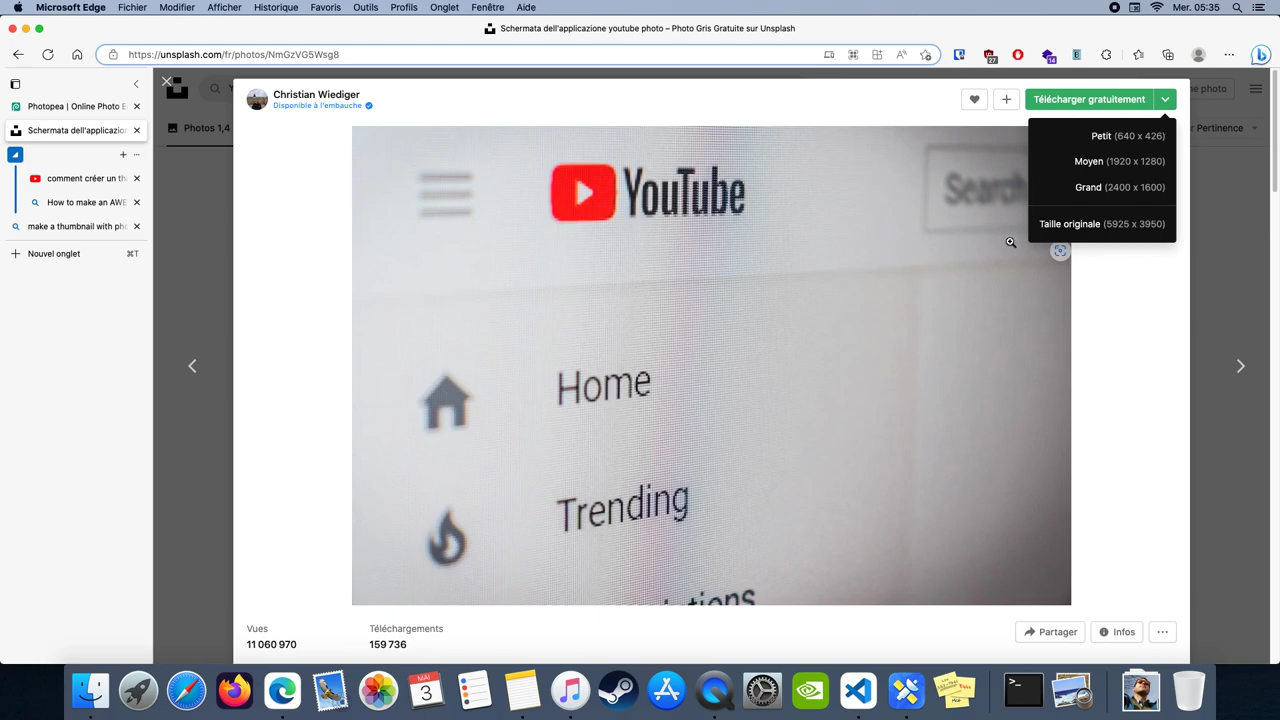 Microsoft Edge Fichier Modifier Afficher Historique Favoris Outils Profils Onglet Fenêtre Aide Mer. 05:35
Schermata dell'applicazione youtube photo – Photo Gris Gratuite sur Unsplash
https://unsplash.com/fr/photos/NmGzVG5Wsg8
27
14
Photopea | Online Photo E
Schermata dell'applicazio
comment créer un th
How to make an AWE
make a thumbnail with ph
Nouvel onglet ⌘T
Photos 1,4
ne photo
r Pertinence
Christian Wiediger
Disponible à l'embauche
Télécharger gratuitement
Petit (640 x 426)
Moyen (1920 x 1280)
Grand (2400 x 1600)
Taille originale (5925 x 3950)
YouTube
Search
Home
Trending
Vues
11 060 970
Téléchargements
159 736
Partager
Infos
MAI
3
>_